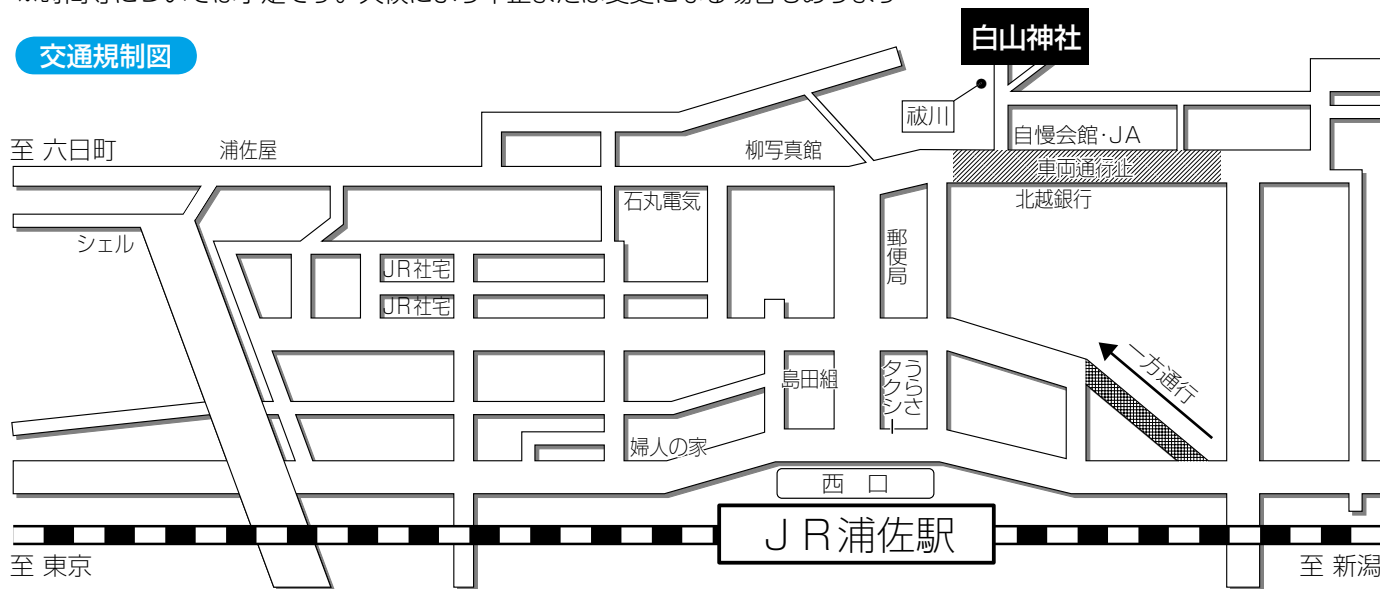 白山神社
交通規制図
祓川
自慢会館・JA
至 六日町
浦佐屋
柳写真館
車両通行止
石丸電気
北越銀行
シェル
郵便局
JR社宅
JR社宅
一方通行
島田組
うらさ
タクシー
婦人の家
西 口
JR浦佐駅
至 東京
至 新潟